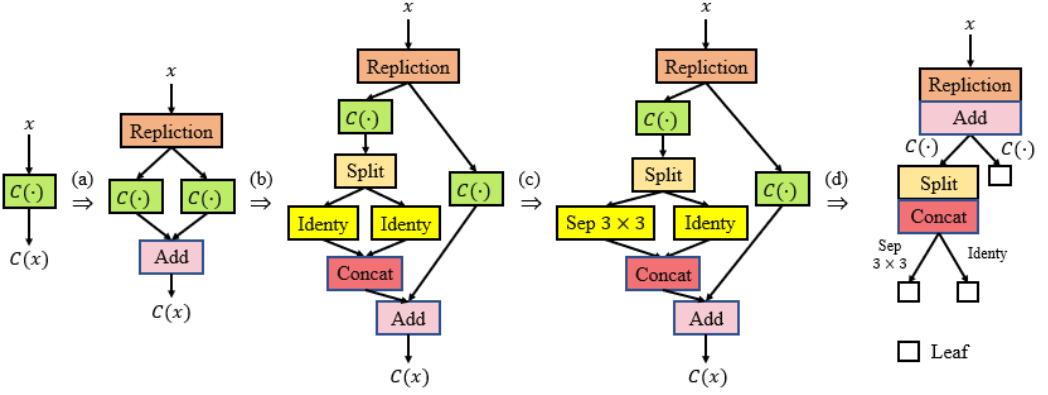 x
C(·)
C(x)
(a)
⇒
x
Repliction
C(·) C(·)
Add
C(x)
(b)
⇒
x
Repliction
C(·)
Split
C(·)
Identy Identy
Concat
Add
C(x)
(c)
⇒
x
Repliction
C(·)
Split
C(·)
Sep 3 × 3 Identy
Concat
Add
C(x)
(d)
⇒
x
Repliction
Add
C(·) C(·)
Split
Concat
Sep
3 × 3
Identy
Leaf